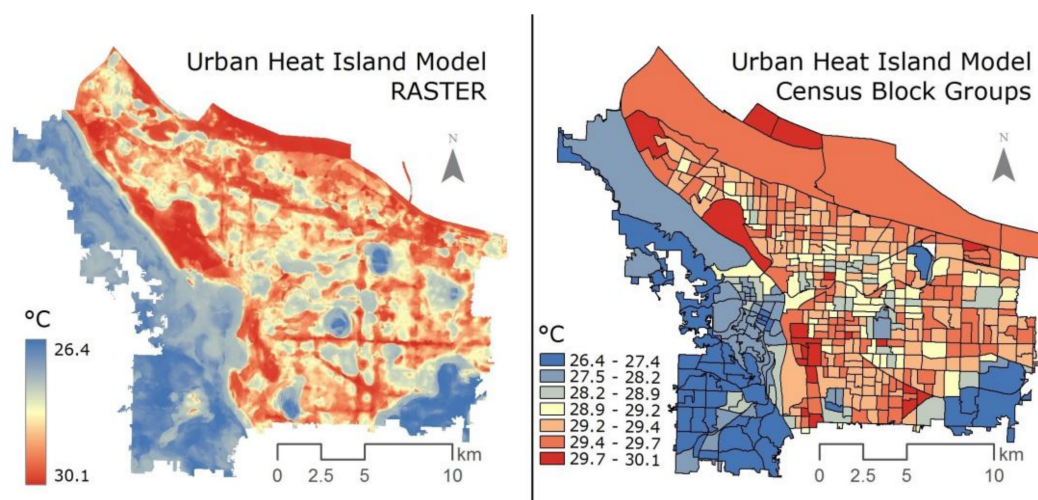 Urban Heat Island Model
RASTER
N
°C
26.4
30.1
km
0 2.5 5 10
Urban Heat Island Model
Census Block Groups
N
°C
26.4 - 27.4
27.5 - 28.2
28.2 - 28.9
28.9 - 29.2
29.2 - 29.4
29.4 - 29.7
29.7 - 30.1
km
0 2.5 5 10